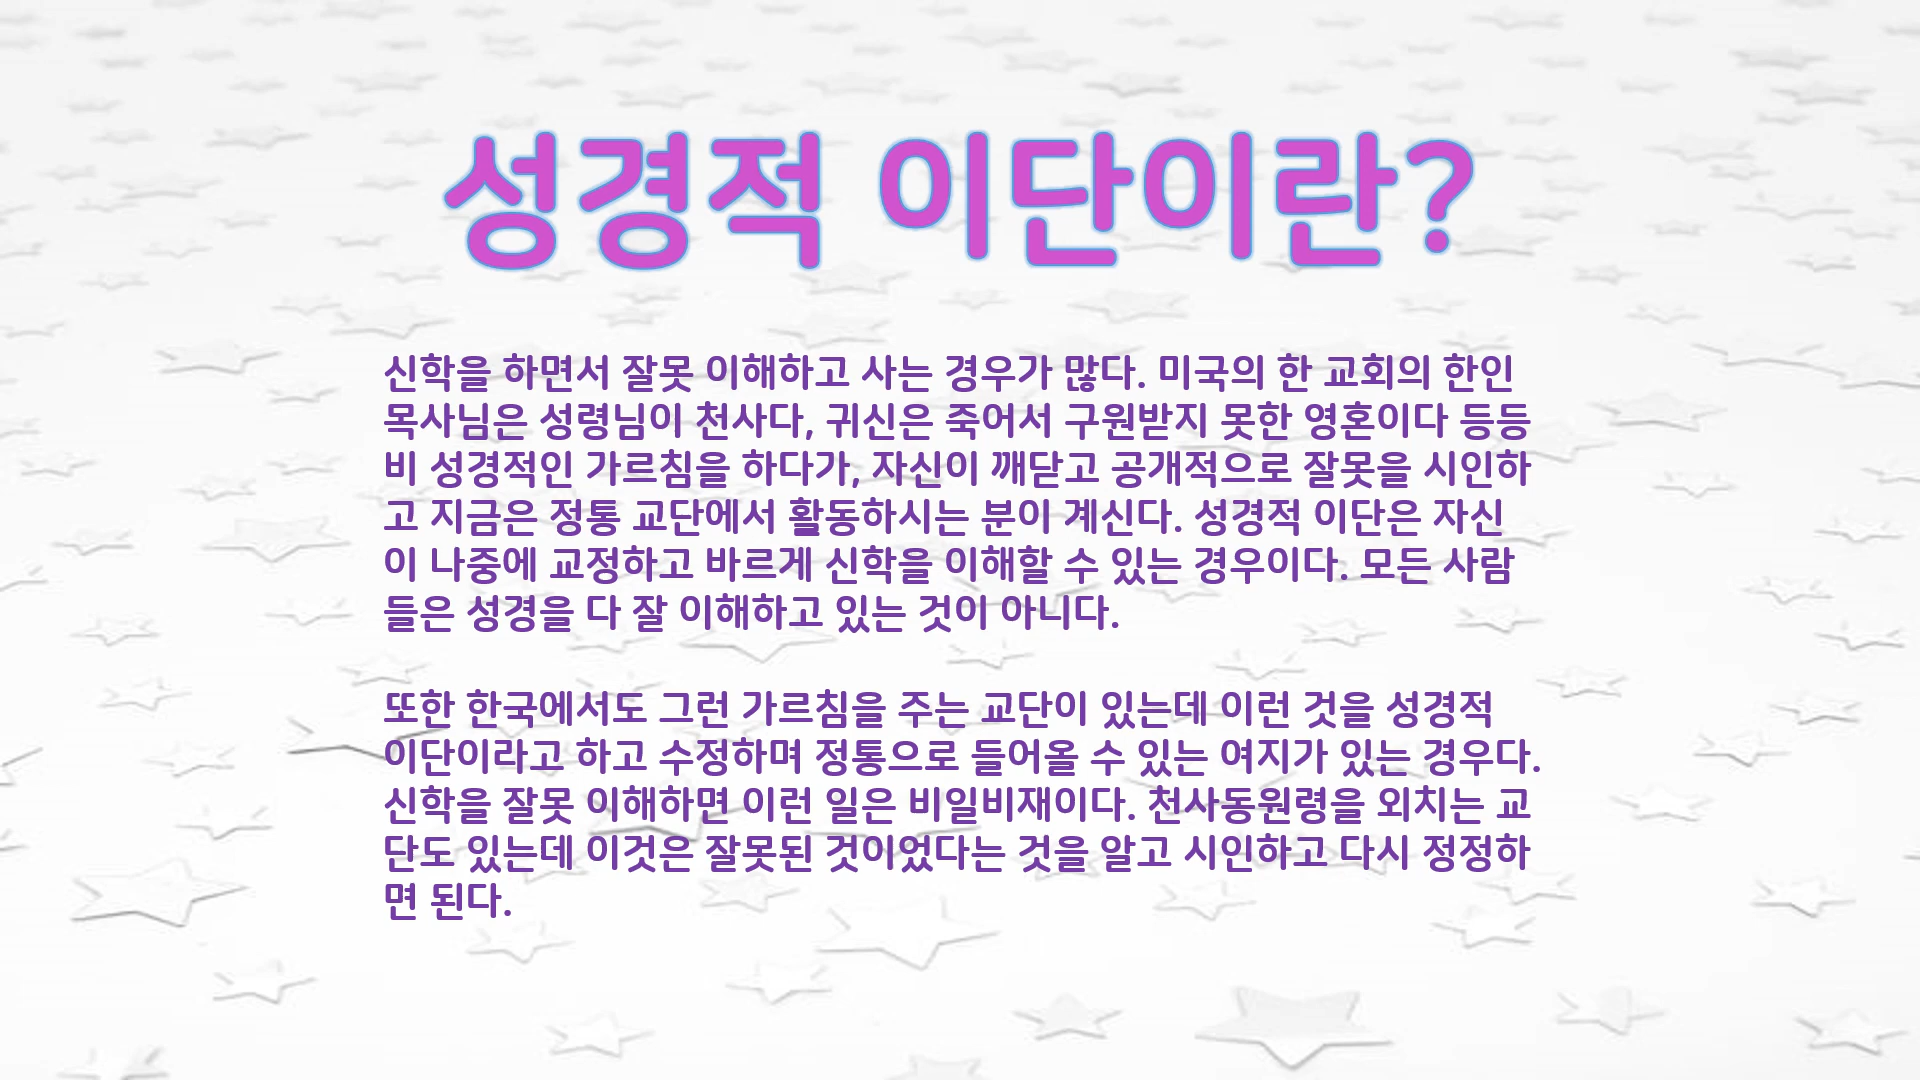 성경적 이단이란?
신학을 하면서 잘못 이해하고 사는 경우가 많다. 미국의 한 교회의 한인
목사님은 성령님이 천사다, 귀신은 죽어서 구원받지 못한 영혼이다 등등
비 성경적인 가르침을 하다가, 자신이 깨닫고 공개적으로 잘못을 시인하
고 지금은 정통 교단에서 활동하시는 분이 계신다. 성경적 이단은 자신
이 나중에 교정하고 바르게 신학을 이해할 수 있는 경우이다. 모든 사람
들은 성경을 다 잘 이해하고 있는 것이 아니다.
또한 한국에서도 그런 가르침을 주는 교단이 있는데 이런 것을 성경적
이단이라고 하고 수정하며 정통으로 들어올 수 있는 여지가 있는 경우다.
신학을 잘못 이해하면 이런 일은 비일비재이다. 천사동원령을 외치는 교
단도 있는데 이것은 잘못된 것이었다는 것을 알고 시인하고 다시 정정하
면 된다.